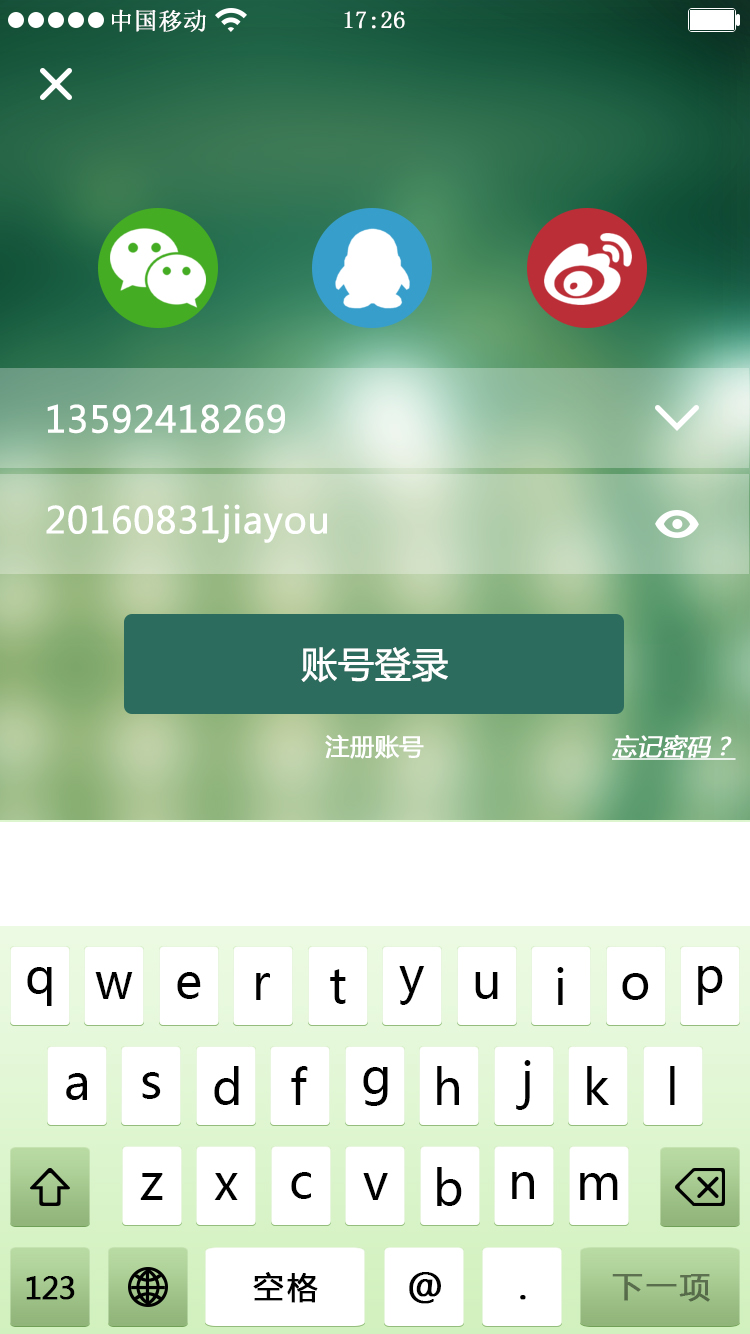 中国移动 17:26
13592418269
20160831jiayou
账号登录
注册账号
忘记密码？
q w e r t y u i o p
a s d f g h j k l
z x c v b n m
123 空格 @ . 下一项